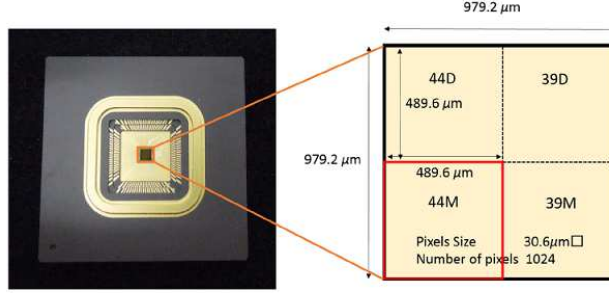 979.2 µm
44D
39D
489.6 µm
979.2 µm
489.6 µm
44M
39M
Pixels Size 30.6µm□
Number of pixels 1024